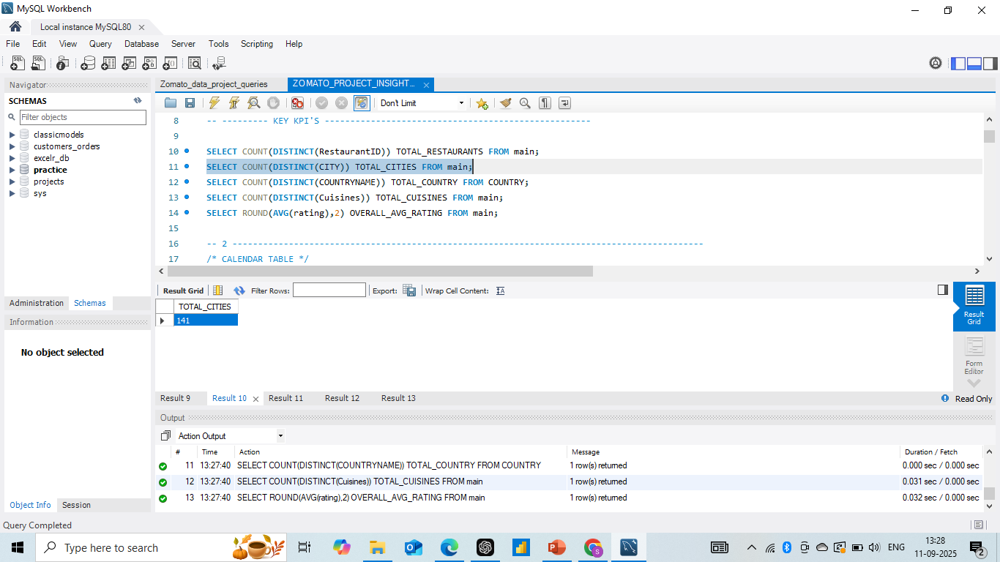 MySQL Workbench
Local instance MySQL80
File Edit View Query Database Server Tools Scripting Help
Navigator
SCHEMAS
Filter objects
classicmodels
customers_orders
excelr_db
practice
projects
sys
Administration Schemas
Information
No object selected
Object Info Session
Query Completed
Zomato_data_project_queries ZOMATO_PROJECT_INSIGHT...
Don't Limit
8 -- ---------- KEY KPI'S ----------------------------------------------------
9
10 SELECT COUNT(DISTINCT(RestaurantID)) TOTAL_RESTAURANTS FROM main;
11 SELECT COUNT(DISTINCT(CITY)) TOTAL_CITIES FROM main;
12 SELECT COUNT(DISTINCT(COUNTRYNAME)) TOTAL_COUNTRY FROM COUNTRY;
13 SELECT COUNT(DISTINCT(Cuisines)) TOTAL_CUISINES FROM main;
14 SELECT ROUND(AVG(rating),2) OVERALL_AVG_RATING FROM main;
15
16 -- 2 -------------------------------------------------------------------------------------------
17 /* CALENDAR TABLE */
Result Grid Filter Rows: Export: Wrap Cell Content:
TOTAL_CITIES
141
Result Grid
Form Editor
Result 9 Result 10 Result 11 Result 12 Result 13
Read Only
Output
Action Output
# Time Action Message Duration / Fetch
11 13:27:40 SELECT COUNT(DISTINCT(COUNTRYNAME)) TOTAL_COUNTRY FROM COUNTRY 1 row(s) returned 0.000 sec / 0.000 sec
12 13:27:40 SELECT COUNT(DISTINCT(Cuisines)) TOTAL_CUISINES FROM main 1 row(s) returned 0.031 sec / 0.000 sec
13 13:27:40 SELECT ROUND(AVG(rating),2) OVERALL_AVG_RATING FROM main 1 row(s) returned 0.032 sec / 0.000 sec
Type here to search
ENG
13:28
11-09-2025
2